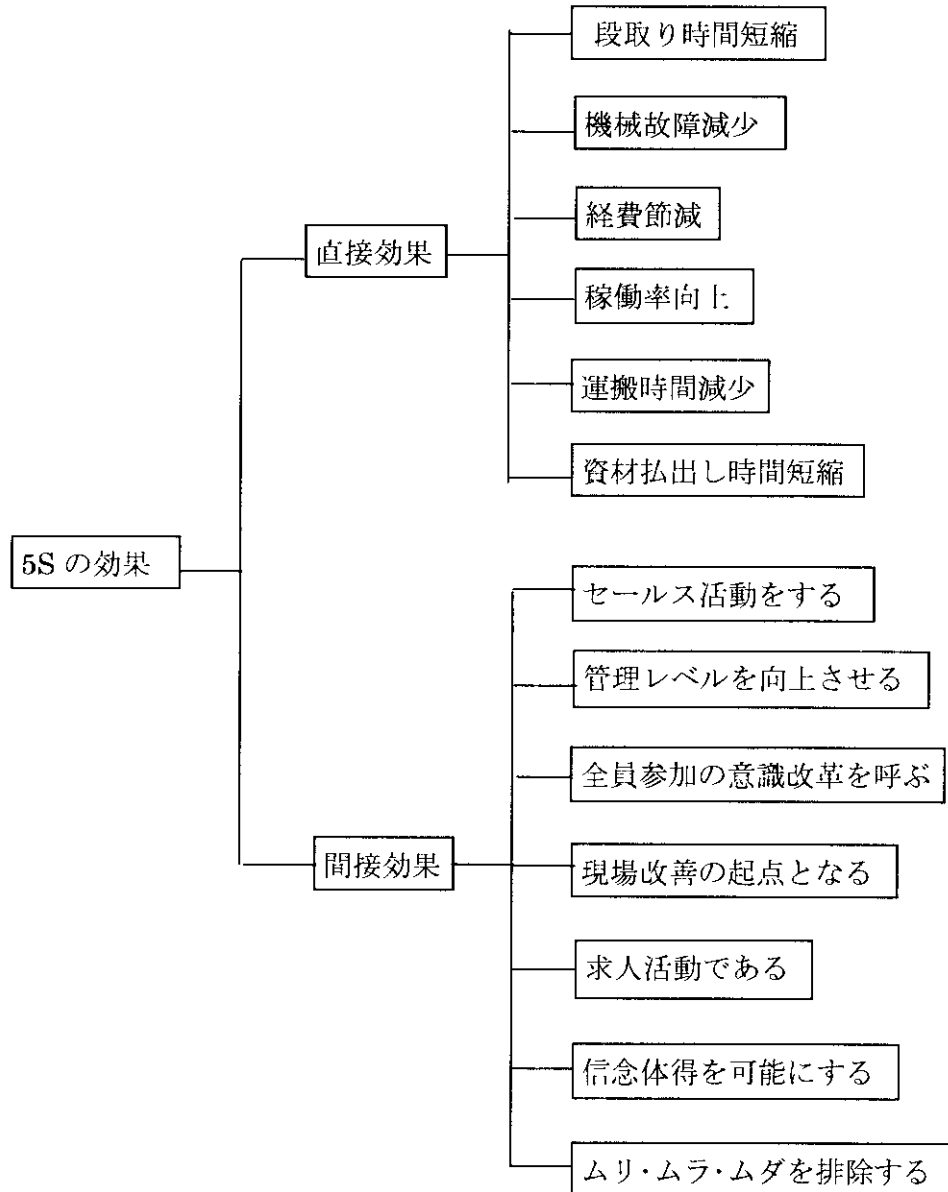 段取り時間短縮
機械故障減少
経費節減
直接効果
稼働率向上
運搬時間減少
資材払出し時間短縮
5S の効果
セールス活動をする
管理レベルを向上させる
全員参加の意識改革を呼ぶ
間接効果
現場改善の起点となる
求人活動である
信念体得を可能にする
ムリ・ムラ・ムダを排除する